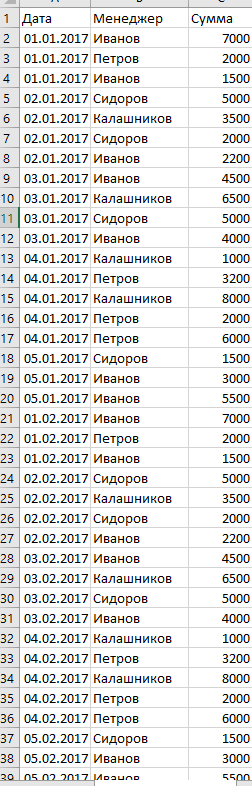 1 Дата Менеджер Сумма
2 01.01.2017 Иванов 7000
3 01.01.2017 Петров 2000
4 01.01.2017 Иванов 1500
5 02.01.2017 Сидоров 5000
6 02.01.2017 Калашников 3500
7 02.01.2017 Сидоров 2000
8 02.01.2017 Иванов 2200
9 03.01.2017 Иванов 4500
10 03.01.2017 Калашников 6500
11 03.01.2017 Сидоров 5000
12 03.01.2017 Иванов 4000
13 04.01.2017 Калашников 1000
14 04.01.2017 Петров 3200
15 04.01.2017 Калашников 8000
16 04.01.2017 Петров 2000
17 04.01.2017 Петров 6000
18 05.01.2017 Сидоров 1500
19 05.01.2017 Иванов 3000
20 05.01.2017 Иванов 5500
21 01.02.2017 Иванов 7000
22 01.02.2017 Петров 2000
23 01.02.2017 Иванов 1500
24 02.02.2017 Сидоров 5000
25 02.02.2017 Калашников 3500
26 02.02.2017 Сидоров 2000
27 02.02.2017 Иванов 2200
28 03.02.2017 Иванов 4500
29 03.02.2017 Калашников 6500
30 03.02.2017 Сидоров 5000
31 03.02.2017 Иванов 4000
32 04.02.2017 Калашников 1000
33 04.02.2017 Петров 3200
34 04.02.2017 Калашников 8000
35 04.02.2017 Петров 2000
36 04.02.2017 Петров 6000
37 05.02.2017 Сидоров 1500
38 05.02.2017 Иванов 3000
39 05.02.2017 Иванов 5500